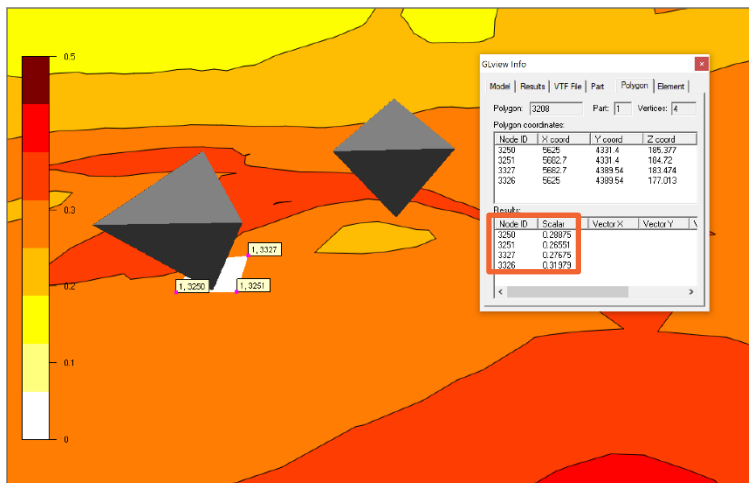 0.5
0.3
0.2
0.1
0
1, 3327
1, 3250
1, 3251
GLview Info
Model Results VTF File Part Polygon Element
Polygon: 3208 Part: 1 Vertices: 4
Polygon coordinates:
Node ID X coord Y coord Z coord
3250 5625 4331.4 185.377
3251 5682.7 4331.4 184.72
3327 5682.7 4389.54 183.474
3326 5625 4389.54 177.013
Results:
Node ID Scalar Vector X Vector Y V
3250 0.28875
3251 0.26551
3327 0.27675
3326 0.31979